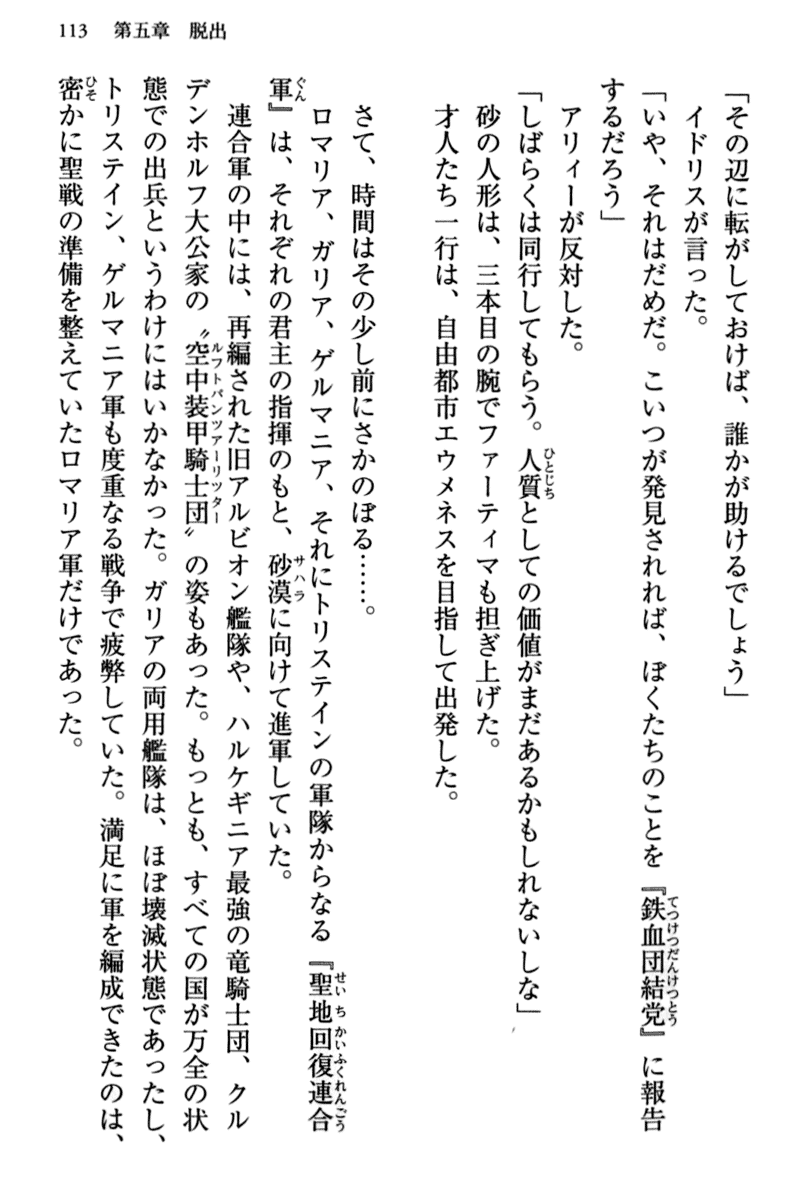 113　第五章　脱出
「その辺に転がしておけば、誰かが助けるでしょう」
イドリスが言った。
「いや、それはだめだ。こいつが発見されれば、ぼくたちのことを『鉄血団結党』に報告
するだろう」
アリィーが反対した。
「しばらくは同行してもらう。人質としての価値がまだあるかもしれないしな」
砂の人形は、三本目の腕でファーティマも担ぎ上げた。
才人たち一行は、自由都市エウメネスを目指して出発した。
さて、時間はその少し前にさかのぼる……。
ロマリア、ガリア、ゲルマニア、それにトリステインの軍隊からなる『聖地回復連合
軍』は、それぞれの君主の指揮のもと、砂漠に向けて進軍していた。
連合軍の中には、再編された旧アルビオン艦隊や、ハルケギニア最強の竜騎士団、クル
デンホルフ大公家の〝空中装甲騎士団〟の姿もあった。もっとも、すべての国が万全の状
態での出兵というわけにはいかなかった。ガリアの両用艦隊は、ほぼ壊滅状態であったし、
トリステイン、ゲルマニア軍も度重なる戦争で疲弊していた。満足に軍を編成できたのは、
密かに聖戦の準備を整えていたロマリア軍だけであった。